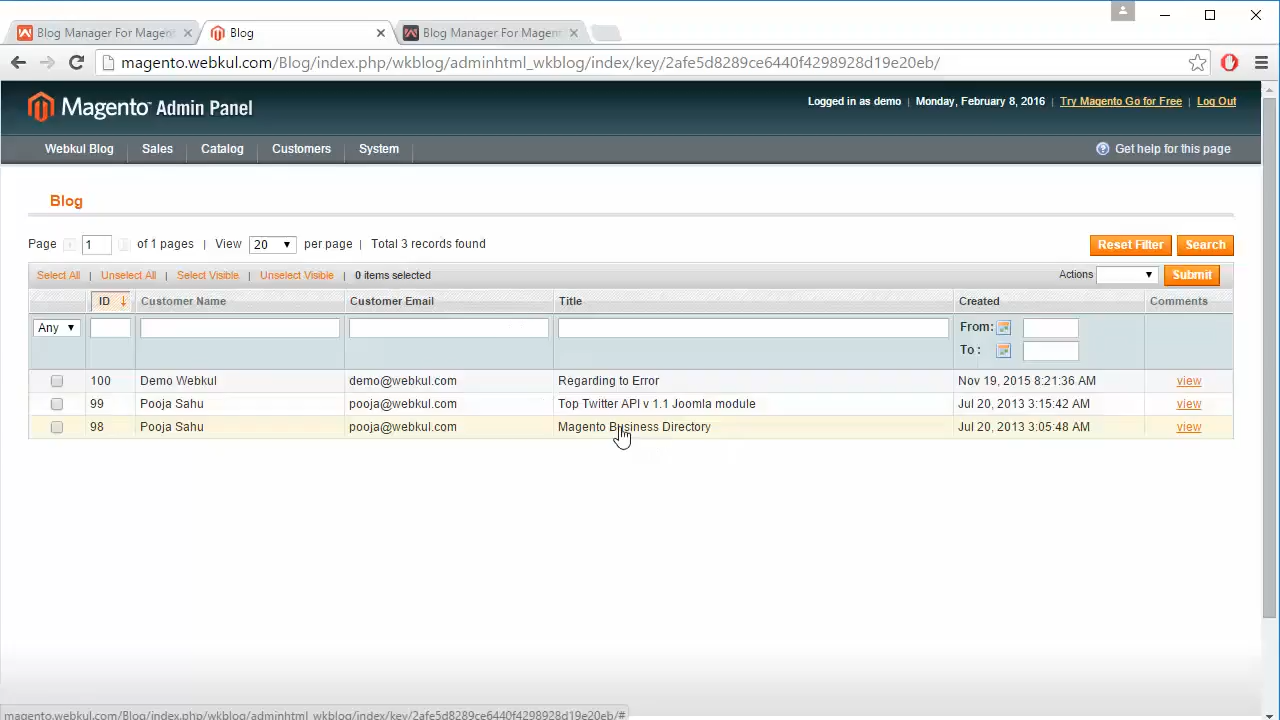 Blog Manager For Magen
Blog
Blog Manager For Magen
magento.webkul.com/Blog/index.php/wkblog/adminhtml_wkblog/index/key/2afe5d8289ce6440f4298928d19e20eb/
Magento Admin Panel
Logged in as demo | Monday, February 8, 2016 | Try Magento Go for Free | Log Out
Webkul Blog Sales Catalog Customers System Get help for this page
Blog
Page 1 of 1 pages | View 20 per page | Total 3 records found Reset Filter Search
Select All | Unselect All | Select Visible | Unselect Visible | 0 items selected Actions Submit
ID Customer Name Customer Email Title Created Comments
Any From:
To :
100 Demo Webkul demo@webkul.com Regarding to Error Nov 19, 2015 8:21:36 AM view
99 Pooja Sahu pooja@webkul.com Top Twitter API v 1.1 Joomla module Jul 20, 2013 3:15:42 AM view
98 Pooja Sahu pooja@webkul.com Magento Business Directory Jul 20, 2013 3:05:48 AM view
magento.webkul.com/Blog/index.php/wkblog/adminhtml_wkblog/index/key/2afe5d8289ce6440f4298928d19e20eb/#